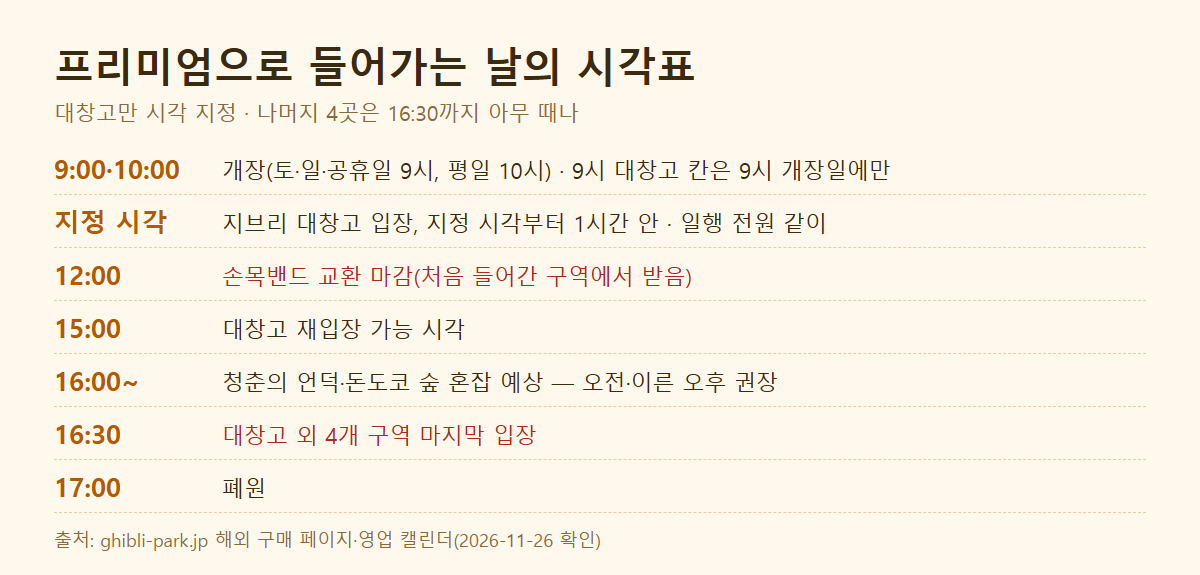 프리미엄으로 들어가는 날의 시각표
대창고만 시각 지정 · 나머지 4곳은 16:30까지 아무 때나
9:00·10:00 개장(토·일·공휴일 9시, 평일 10시) · 9시 대창고 칸은 9시 개장일에만
지정 시각 지브리 대창고 입장, 지정 시각부터 1시간 안 · 일행 전원 같이
12:00 손목밴드 교환 마감(처음 들어간 구역에서 받음)
15:00 대창고 재입장 가능 시각
16:00~ 청춘의 언덕·돈도코 숲 혼잡 예상 — 오전·이른 오후 권장
16:30 대창고 외 4개 구역 마지막 입장
17:00 폐원
출처: ghibli-park.jp 해외 구매 페이지·영업 캘린더(2026-11-26 확인)